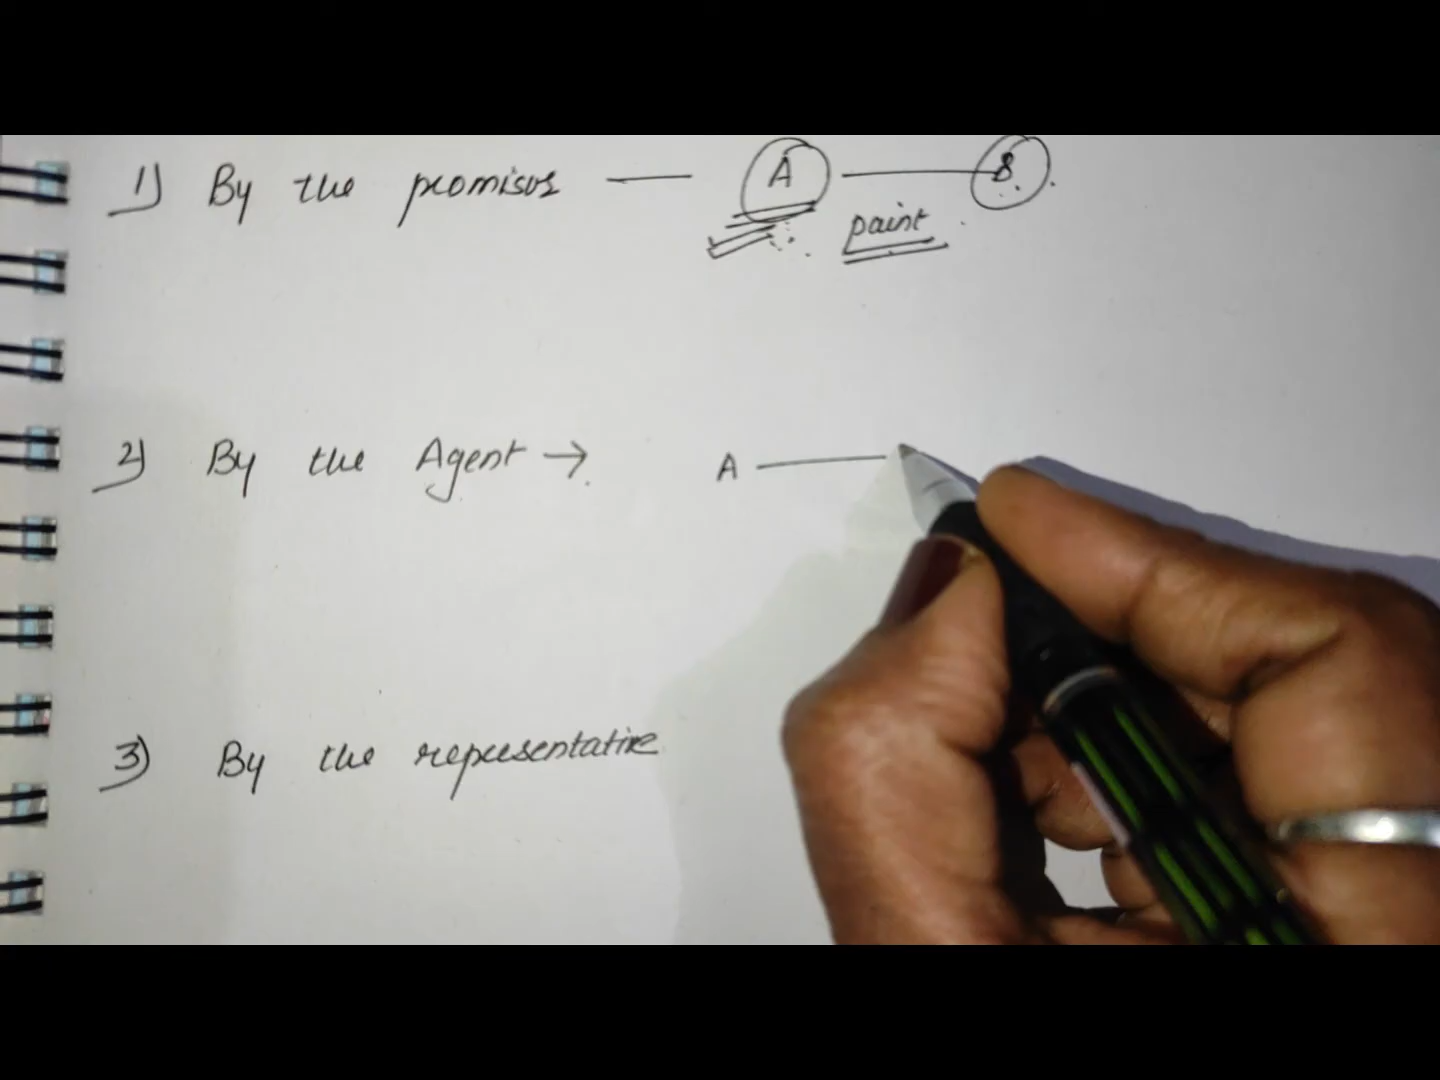 1) By the promisor — A — B
paint
2) By the Agent → A —
3) By the representative